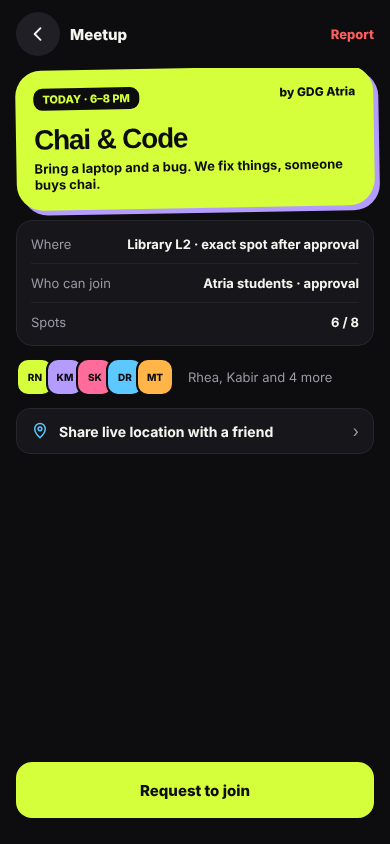 Meetup
Report
TODAY · 6–8 PM
by GDG Atria
Chai & Code
Bring a laptop and a bug. We fix things, someone
buys chai.
Where
Library L2 · exact spot after approval
Who can join
Atria students · approval
Spots
6 / 8
RN
KM
SK
DR
MT
Rhea, Kabir and 4 more
Share live location with a friend
Request to join